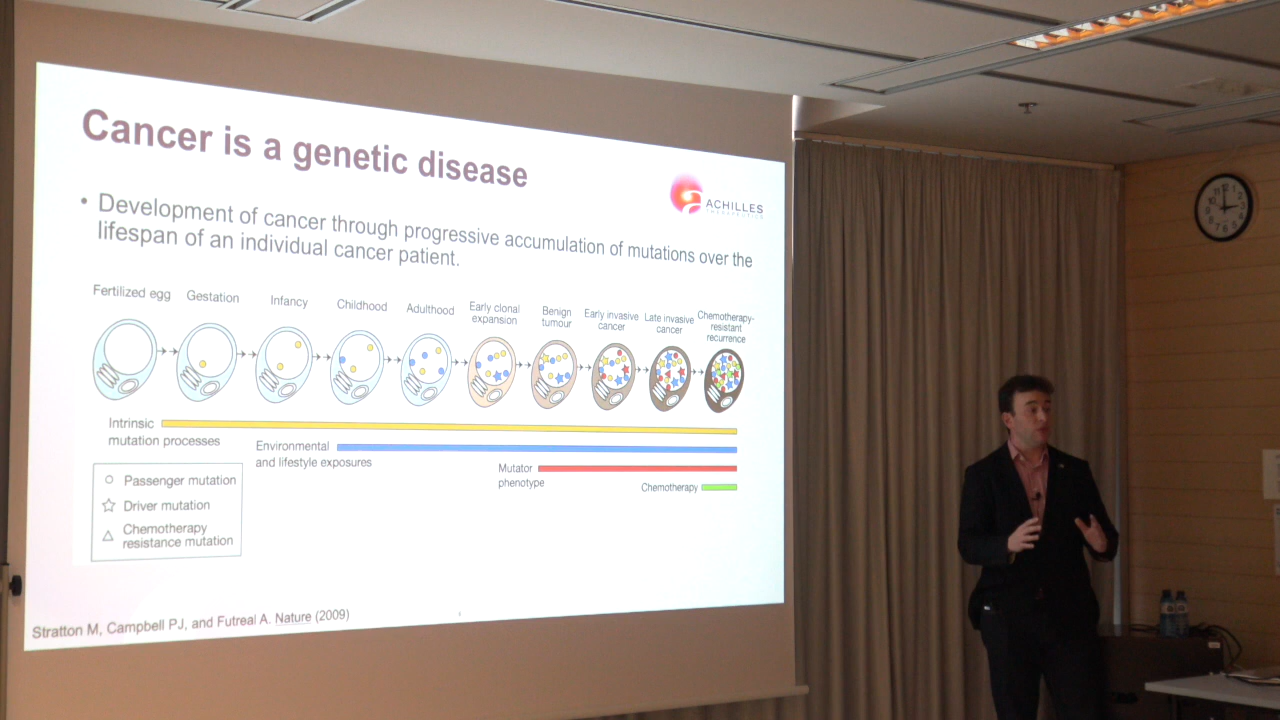 Cancer is a genetic disease
ACHILLES
THERAPEUTICS
• Development of cancer through progressive accumulation of mutations over the
lifespan of an individual cancer patient.
Fertilized egg
Gestation
Infancy
Childhood
Adulthood
Early clonal
expansion
Benign
tumour
Early invasive
cancer
Late invasive
cancer
Chemotherapy-
resistant
recurrence
Intrinsic
mutation processes
Environmental
and lifestyle exposures
Mutator
phenotype
Chemotherapy
Passenger mutation
Driver mutation
Chemotherapy
resistance mutation
Stratton M, Campbell PJ, and Futreal A. Nature (2009)